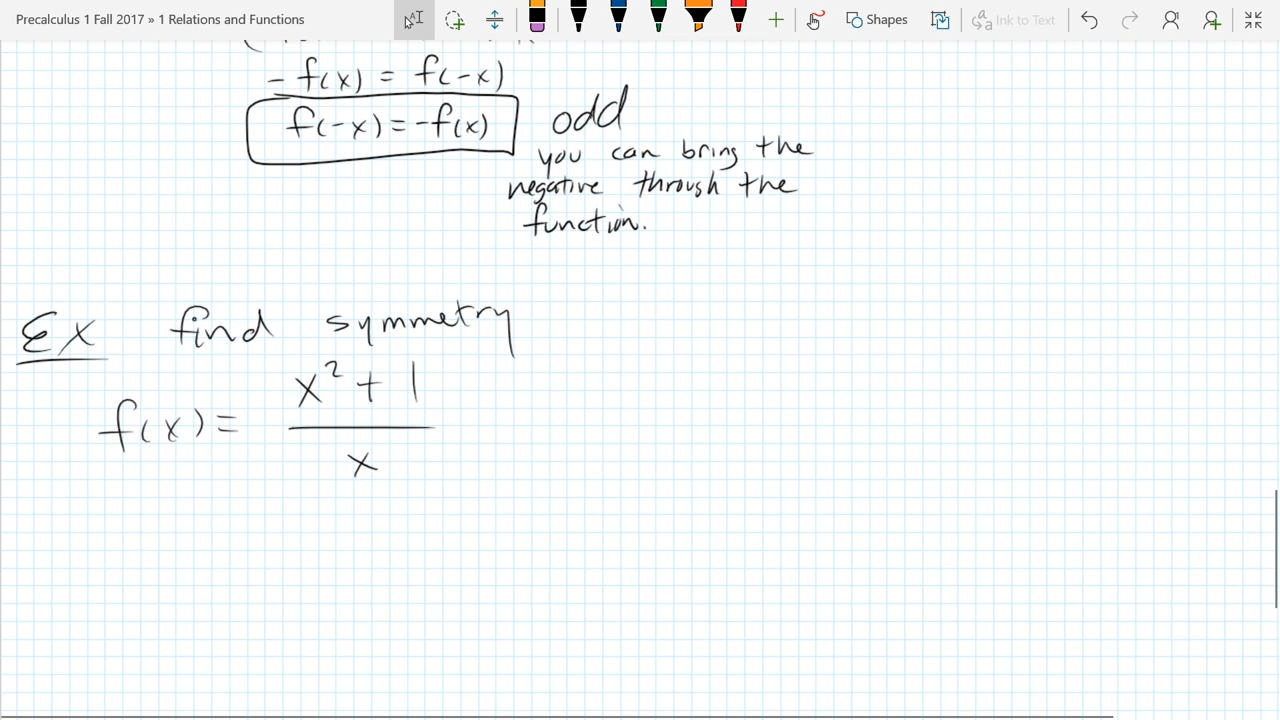 Precalculus 1 Fall 2017 » 1 Relations and Functions
Shapes
Ink to Text
- f(x) = f(-x)
f(-x) = -f(x) odd
you can bring the
negative through the
function.
Ex find symmetry
f(x) = x² + 1
x